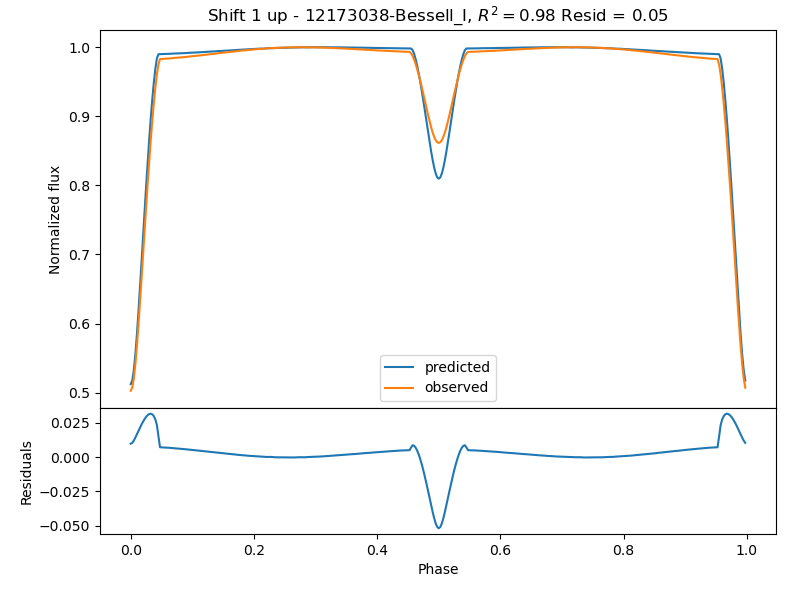 Shift 1 up - 12173038-Bessell_I, $R^2 = 0.98$ Resid = 0.05
Normalized flux
1.0
0.9
0.8
0.7
0.6
0.5
predicted
observed
Residuals
0.025
0.000
−0.025
−0.050
0.0 0.2 0.4 0.6 0.8 1.0
Phase